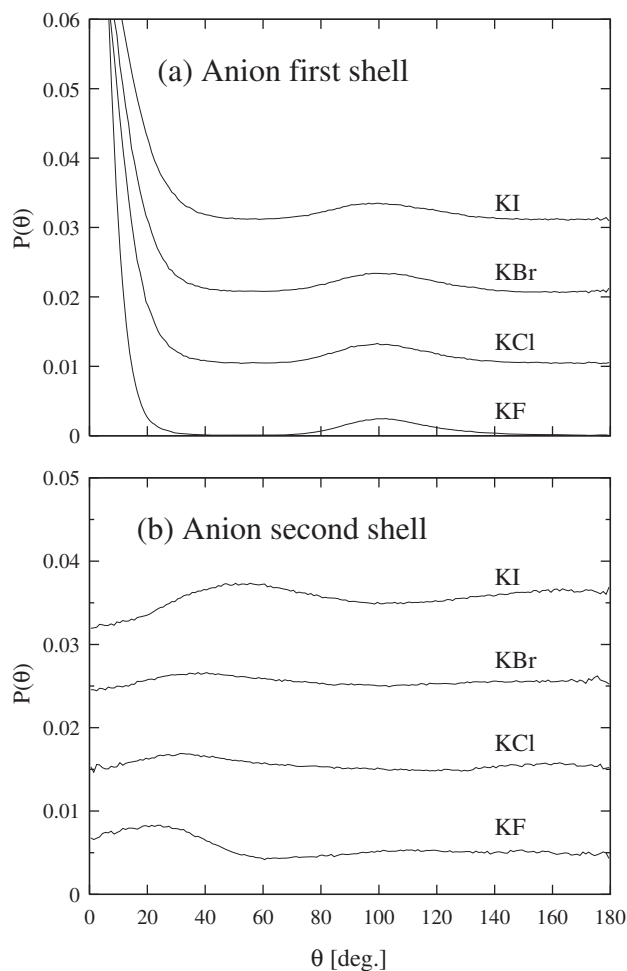 0.06
(a) Anion first shell
0.05
0.04
P(θ)
KI
0.03
KBr
0.02
KCl
0.01
KF
0
0.05
(b) Anion second shell
KI
0.04
0.03
P(θ)
KBr
0.02
KCl
0.01
KF
0
0 20 40 60 80 100 120 140 160 180
θ [deg.]